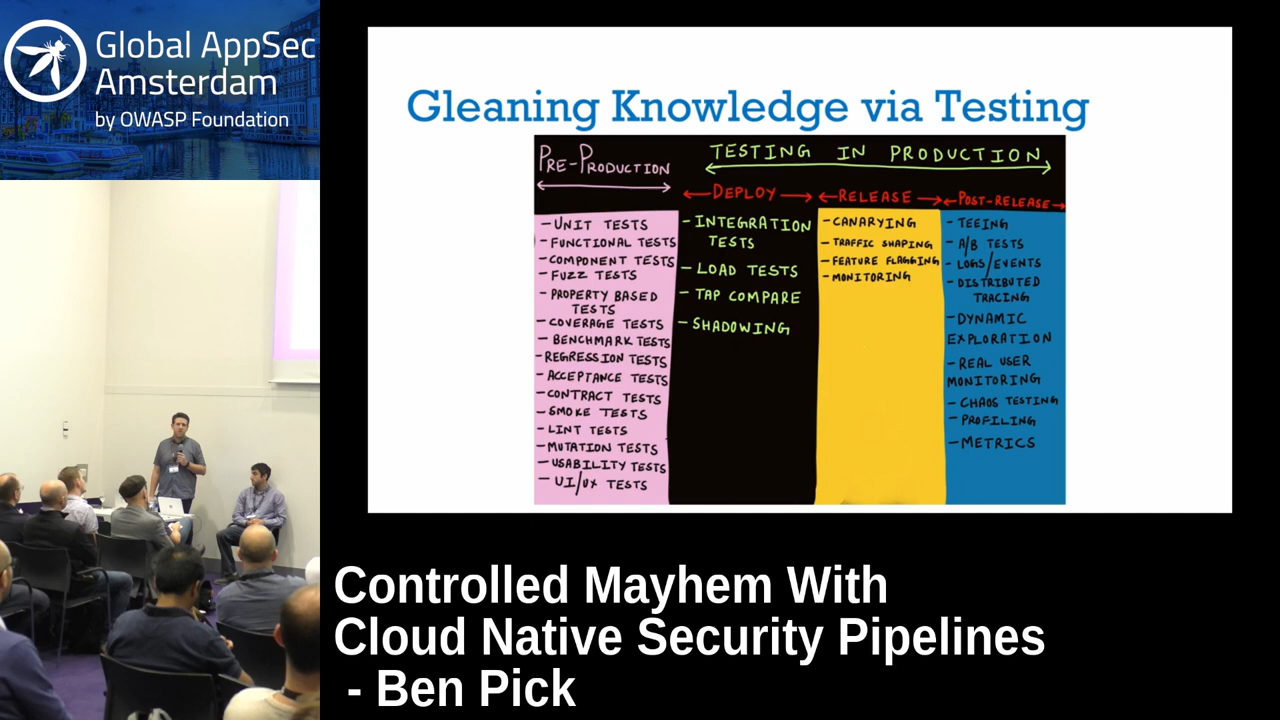 Global AppSec
Amsterdam
by OWASP Foundation
Gleaning Knowledge via Testing
PRE-PRODUCTION
TESTING IN PRODUCTION
DEPLOY
RELEASE
POST-RELEASE
- UNIT TESTS
- FUNCTIONAL TESTS
- COMPONENT TESTS
- FUZZ TESTS
- PROPERTY BASED
TESTS
- COVERAGE TESTS
- BENCHMARK TESTS
- REGRESSION TESTS
- ACCEPTANCE TESTS
- CONTRACT TESTS
- SMOKE TESTS
- LINT TESTS
- MUTATION TESTS
- USABILITY TESTS
- UI/UX TESTS
- INTEGRATION
TESTS
- LOAD TESTS
- TAP COMPARE
- SHADOWING
- CANARYING
- TRAFFIC SHAPING
- FEATURE FLAGGING
- MONITORING
- TEEING
- A/B TESTS
- LOGS/EVENTS
- DISTRIBUTED
TRACING
- DYNAMIC
EXPLORATION
- REAL USER
MONITORING
- CHAOS TESTING
- PROFILING
- METRICS
Controlled Mayhem With
Cloud Native Security Pipelines
- Ben Pick